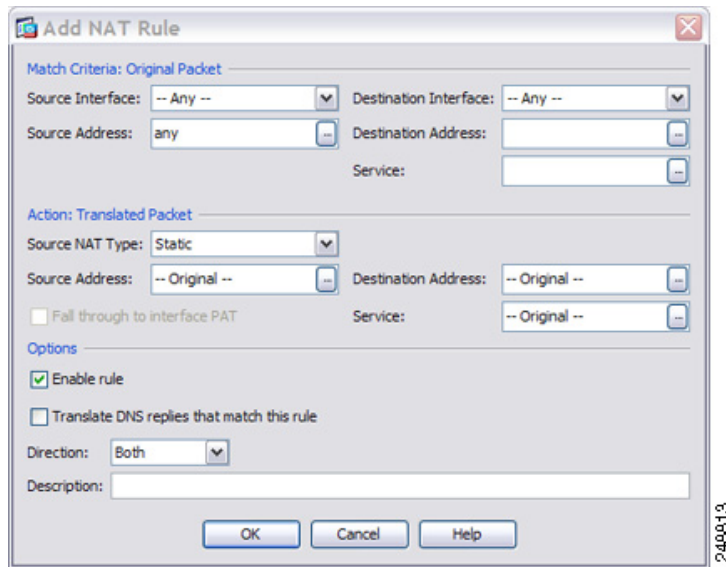 Add NAT Rule
Match Criteria: Original Packet
Source Interface: -- Any -- Destination Interface: -- Any --
Source Address: any ... Destination Address: ...
Service: ...
Action: Translated Packet
Source NAT Type: Static
Source Address: -- Original -- ... Destination Address: -- Original -- ...
Fall through to interface PAT Service: -- Original -- ...
Options
Enable rule
Translate DNS replies that match this rule
Direction: Both
Description:
OK Cancel Help
248813